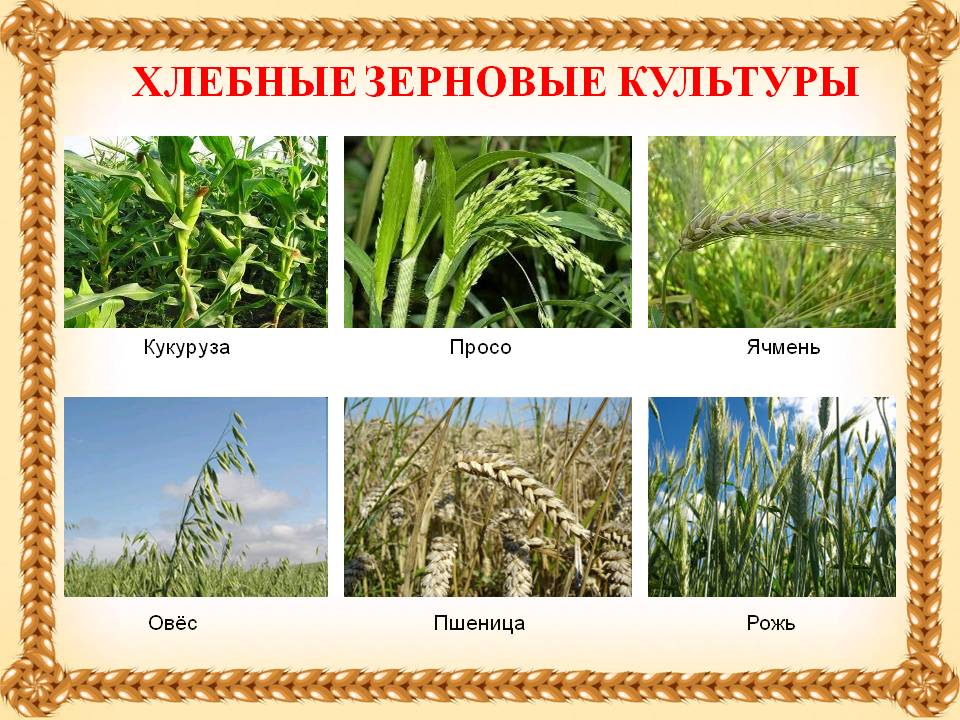 ХЛЕБНЫЕ ЗЕРНОВЫЕ КУЛЬТУРЫ
Кукуруза Просо Ячмень
Овёс Пшеница Рожь